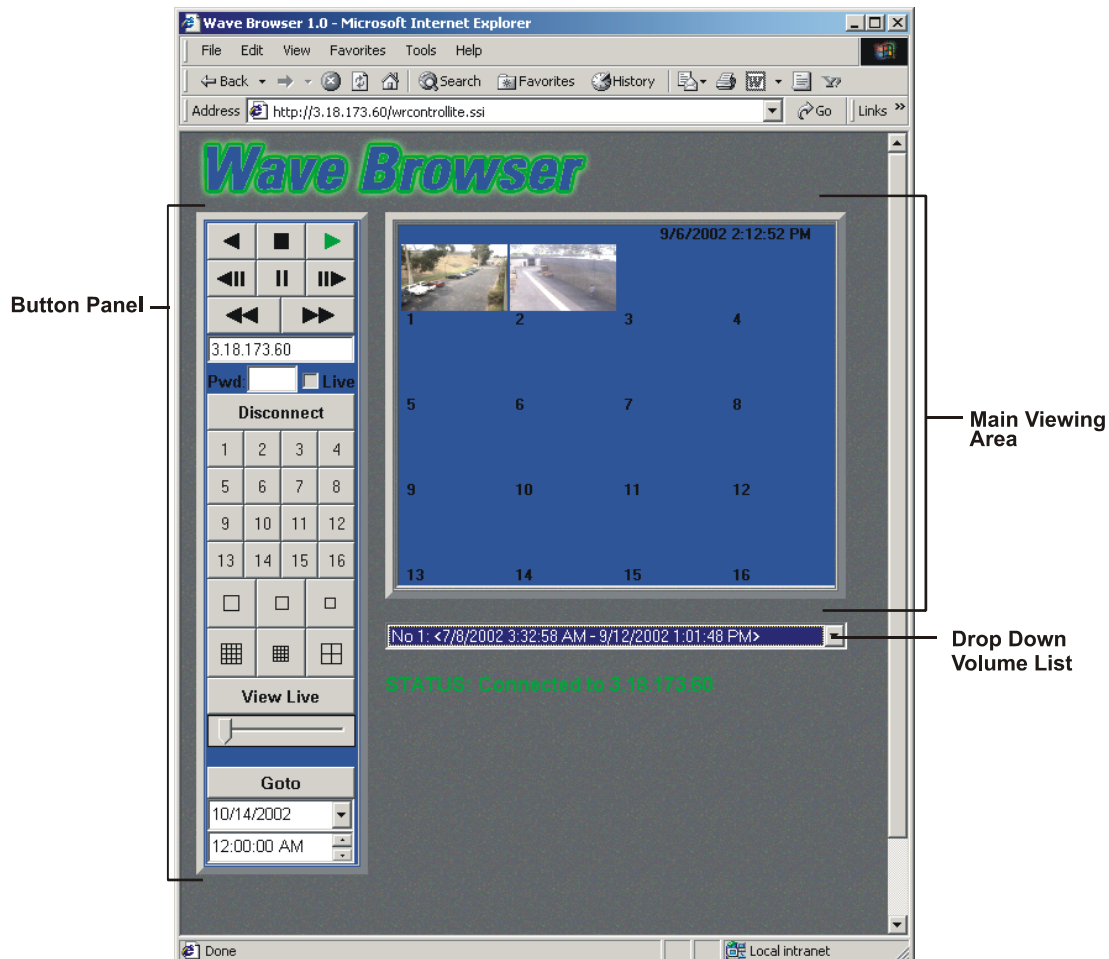 Wave Browser 1.0 - Microsoft Internet Explorer
File Edit View Favorites Tools Help
Back Search Favorites History
Address http://3.18.173.60/wrcontrollite.ssi Go Links »
Wave Browser
Button Panel
3.18.173.60
Pwd: Live
Disconnect
1 2 3 4
5 6 7 8
9 10 11 12
13 14 15 16
View Live
Goto
10/14/2002
12:00:00 AM
9/6/2002 2:12:52 PM
1 2 3 4
5 6 7 8
9 10 11 12
13 14 15 16
Main Viewing
Area
No 1: <7/8/2002 3:32:58 AM - 9/12/2002 1:01:48 PM>
Drop Down
Volume List
STATUS: Connected to 3.18.173.60
Done Local intranet